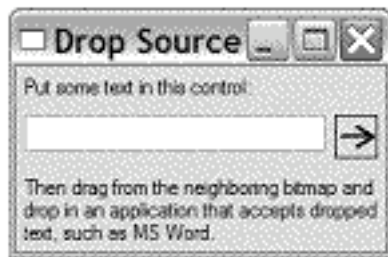 Drop Source
Put some text in this control:
Then drag from the neighboring bitmap and
drop in an application that accepts dropped
text, such as MS Word.